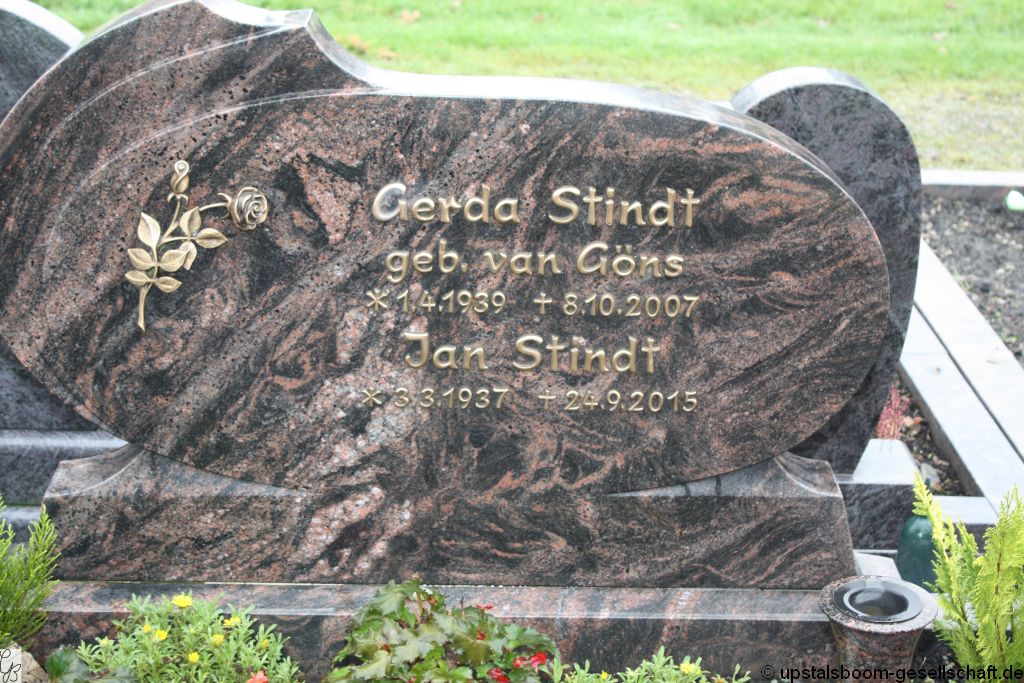 Gerda Stindt
geb. van Göns
* 1.4.1939 † 8.10.2007
Jan Stindt
* 3.3.1937 † 24.9.2015
© upstalsboom-gesellschaft.de